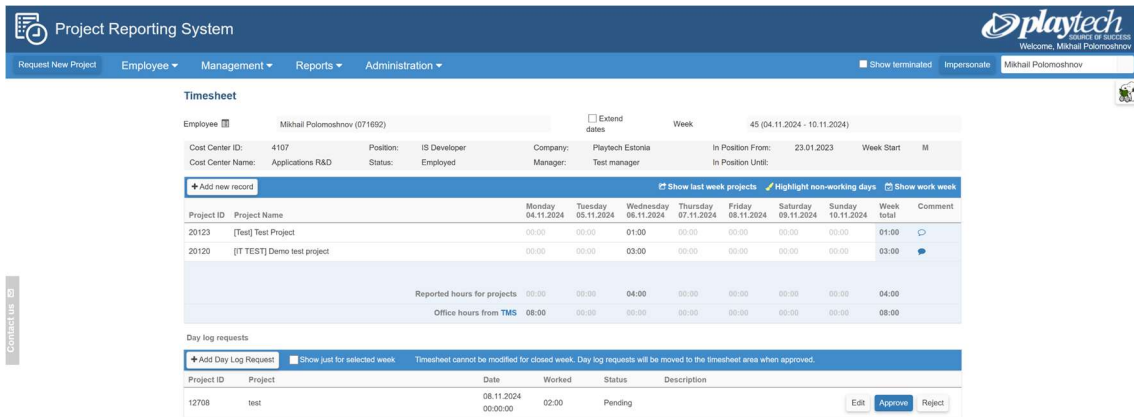 Project Reporting System
playtech
SOURCE OF SUCCESS
Welcome, Mikhail Polomoshnov
Request New Project Employee Management Reports Administration Show terminated Impersonate Mikhail Polomoshnov
Timesheet
Employee Mikhail Polomoshnov (071692) Extend dates Week 45 (04.11.2024 - 10.11.2024)
Cost Center ID: 4107 Position: IS Developer Company: Playtech Estonia In Position From: 23.01.2023 Week Start M
Cost Center Name: Applications R&D Status: Employed Manager: Test manager In Position Until:
+ Add new record Show last week projects Highlight non-working days Show work week
Project ID Project Name Monday 04.11.2024 Tuesday 05.11.2024 Wednesday 06.11.2024 Thursday 07.11.2024 Friday 08.11.2024 Saturday 09.11.2024 Sunday 10.11.2024 Week total Comment
20123 [Test] Test Project 00:00 00:00 01:00 00:00 00:00 00:00 00:00 01:00
20120 [IT TEST] Demo test project 00:00 00:00 03:00 00:00 00:00 00:00 00:00 03:00
Reported hours for projects 00:00 00:00 04:00 00:00 00:00 00:00 00:00 04:00
Office hours from TMS 08:00 00:00 00:00 00:00 00:00 00:00 00:00 08:00
Contact us
Day log requests
+ Add Day Log Request Show just for selected week Timesheet cannot be modified for closed week. Day log requests will be moved to the timesheet area when approved.
Project ID Project Date Worked Status Description
12708 test 08.11.2024 00:00:00 02:00 Pending Edit Approve Reject